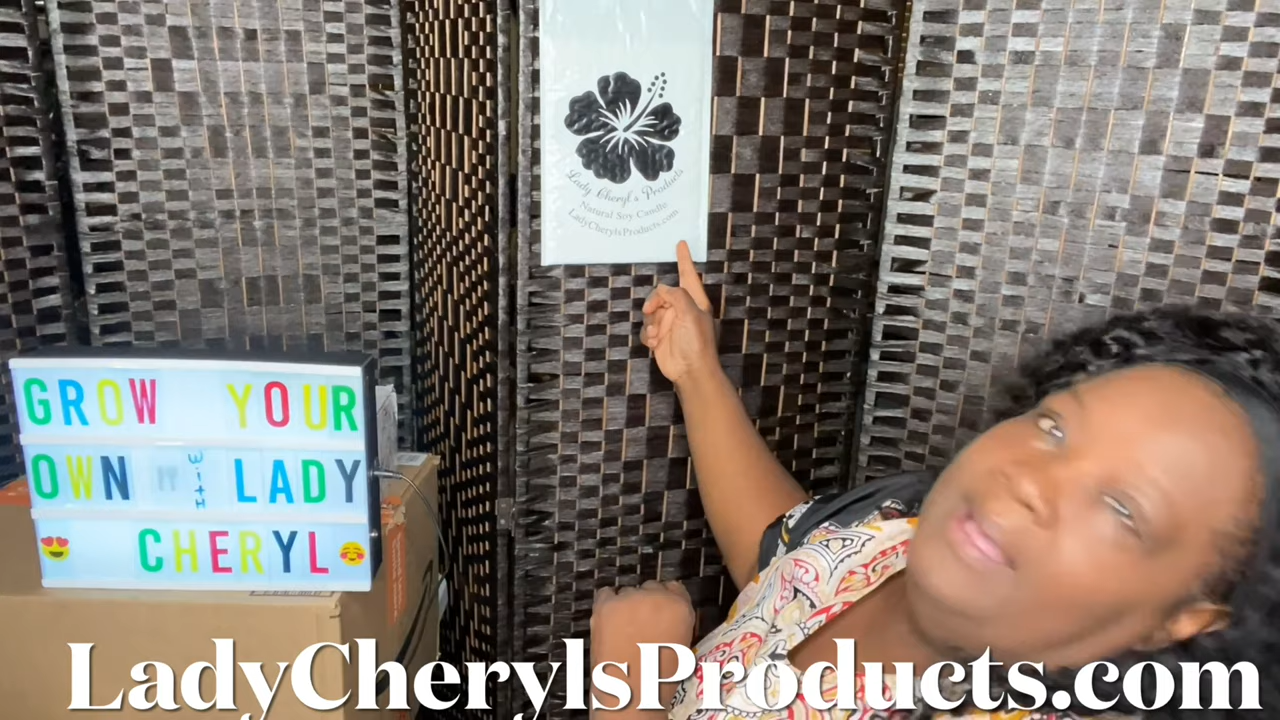 Lady Cheryl's Products
Natural Soy Candle
LadyCherylsProducts.com
GROW YOUR
OWN with LADY
CHERYL
LadyCherylsProducts.com